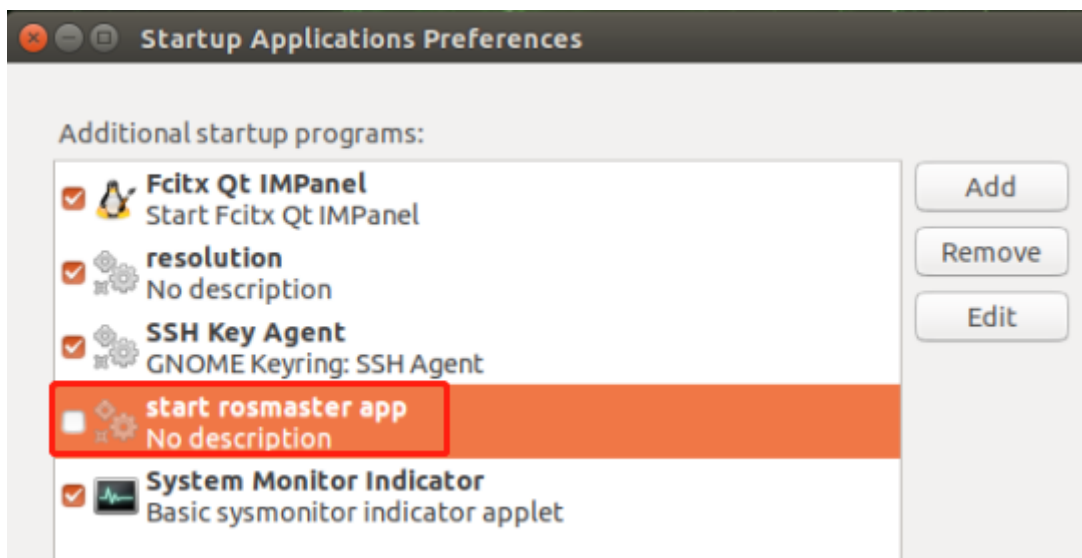 Startup Applications Preferences
Additional startup programs:
Fcitx Qt IMPanel
Start Fcitx Qt IMPanel
Add
resolution
No description
Remove
SSH Key Agent
GNOME Keyring: SSH Agent
Edit
start rosmaster app
No description
System Monitor Indicator
Basic sysmonitor indicator applet